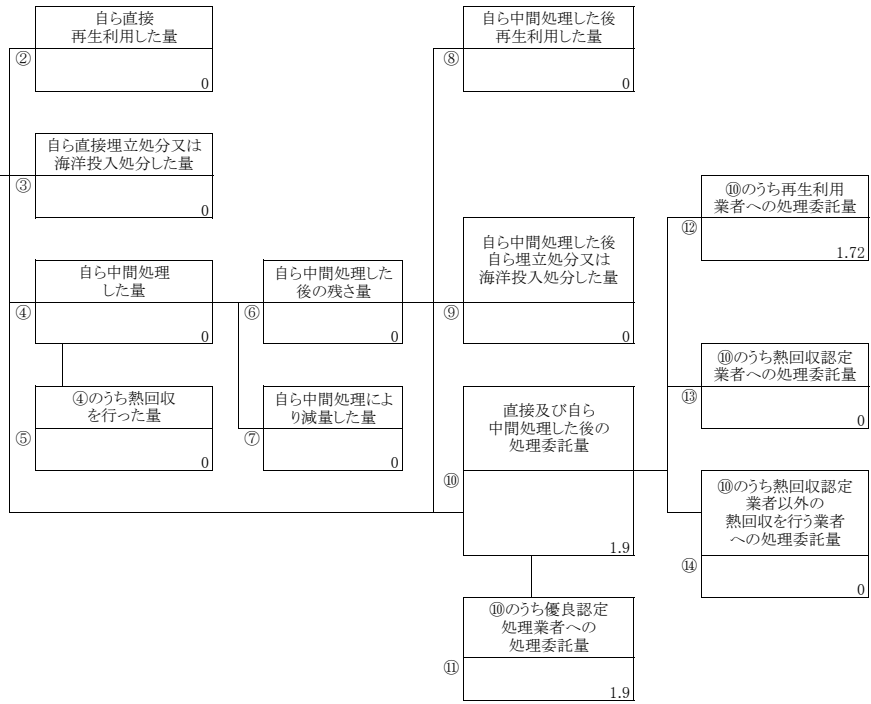 自ら直接
再生利用した量
②
0
自ら中間処理した後
再生利用した量
⑧
0
自ら直接埋立処分又は
海洋投入処分した量
③
0
⑩のうち再生利用
業者への処理委託量
⑫
1.72
自ら中間処理
した量
④
0
自ら中間処理した
後の残さ量
⑥
0
自ら中間処理した後
自ら埋立処分又は
海洋投入処分した量
⑨
0
⑩のうち熱回収認定
業者への処理委託量
⑬
0
④のうち熱回収
を行った量
⑤
0
自ら中間処理によ
り減量した量
⑦
0
直接及び自ら
中間処理した後の
処理委託量
⑩
1.9
⑩のうち熱回収認定
業者以外の
熱回収を行う業者
への処理委託量
⑭
0
⑩のうち優良認定
処理業者への
処理委託量
⑪
1.9